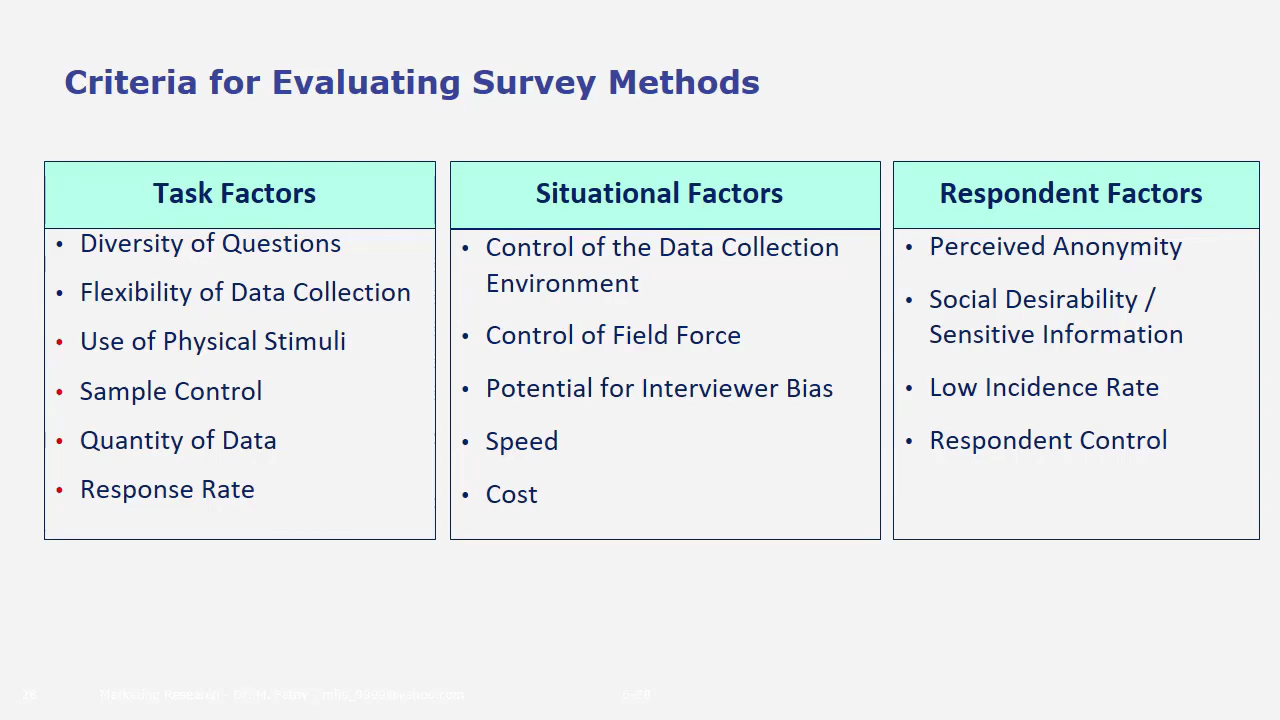 Criteria for Evaluating Survey Methods
Task Factors
• Diversity of Questions
• Flexibility of Data Collection
• Use of Physical Stimuli
• Sample Control
• Quantity of Data
• Response Rate
Situational Factors
• Control of the Data Collection
Environment
• Control of Field Force
• Potential for Interviewer Bias
• Speed
• Cost
Respondent Factors
• Perceived Anonymity
• Social Desirability /
Sensitive Information
• Low Incidence Rate
• Respondent Control
Marketing Research